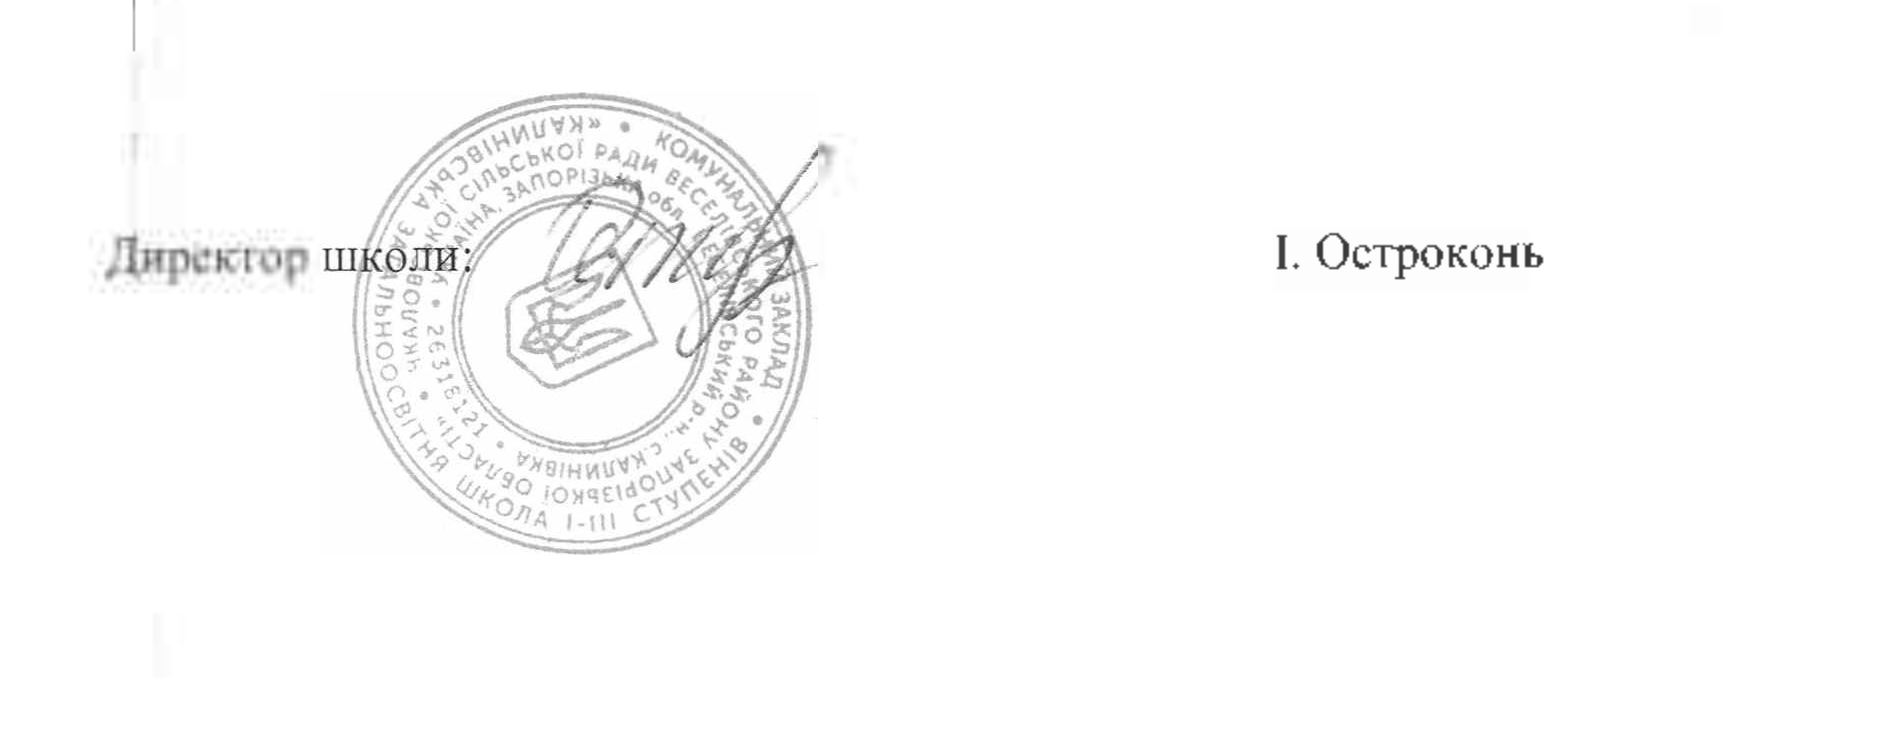 Директор школи:
І. Остроконь
КОМУНАЛЬНИЙ ЗАКЛАД •
«КАЛИНІВСЬКА ЗАГАЛЬНООСВІТНЯ ШКОЛА І-ІІІ СТУПЕНІВ •
СІЛЬСЬКОЇ РАДИ ВЕСЕЛІВСЬКОГО РАЙОНУ ЗАПОРІЗЬКОЇ ОБЛАСТІ» •
УКРАЇНА, ЗАПОРІЗЬКА обл., ВЕСЕЛІВСЬКИЙ р-н., с.КАЛИНІВКА • 26318121 •